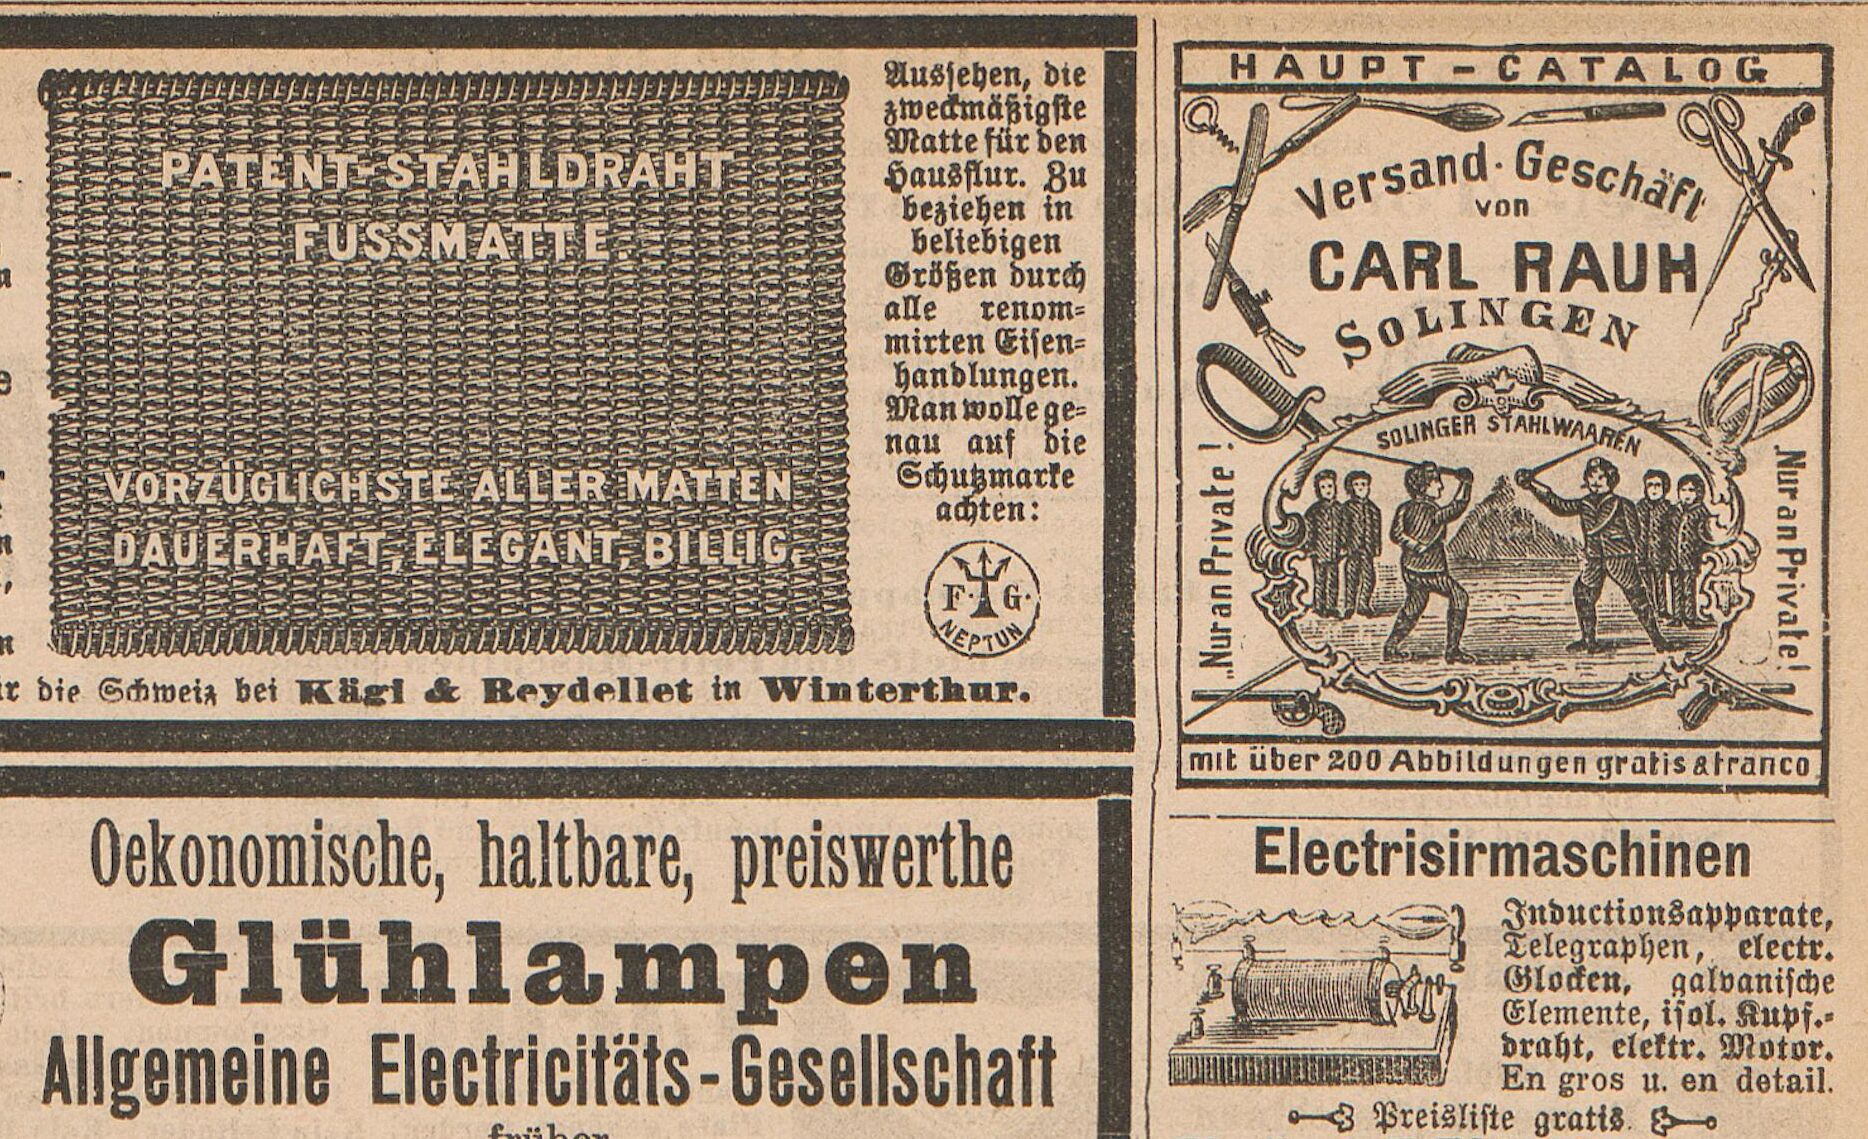 PATENT-STAHLDRAHT
FUSSMATTE.
VORZÜGLICHSTE ALLER MATTEN
DAUERHAFT, ELEGANT, BILLIG.
Aussehen, die
zweckmäßigste
Matte für den
Hausflur. Zu
beziehen in
beliebigen
Größen durch
alle renom-
mirten Eisen-
handlungen.
Man wolle ge-
nau auf die
Schutzmarke
achten:
F. G.
NEPTUN
die Schweiz bei Kägi & Reydellet in Winterthur.
Oekonomische, haltbare, preiswerthe
Glühlampen
Allgemeine Electricitäts-Gesellschaft
früher
HAUPT-CATALOG
Versand-Geschäft
von
CARL RAUH
SOLINGEN
SOLINGER STAHLWAAREN
„Nur an Private!
„Nur an Private!
mit über 200 Abbildungen gratis & franco
Electrisirmaschinen
Inductionsapparate,
Telegraphen, electr.
Glocken, galvanische
Elemente, isol. Kupf.-
draht, elektr. Motor.
En gros u. en detail.
Preisliste gratis.